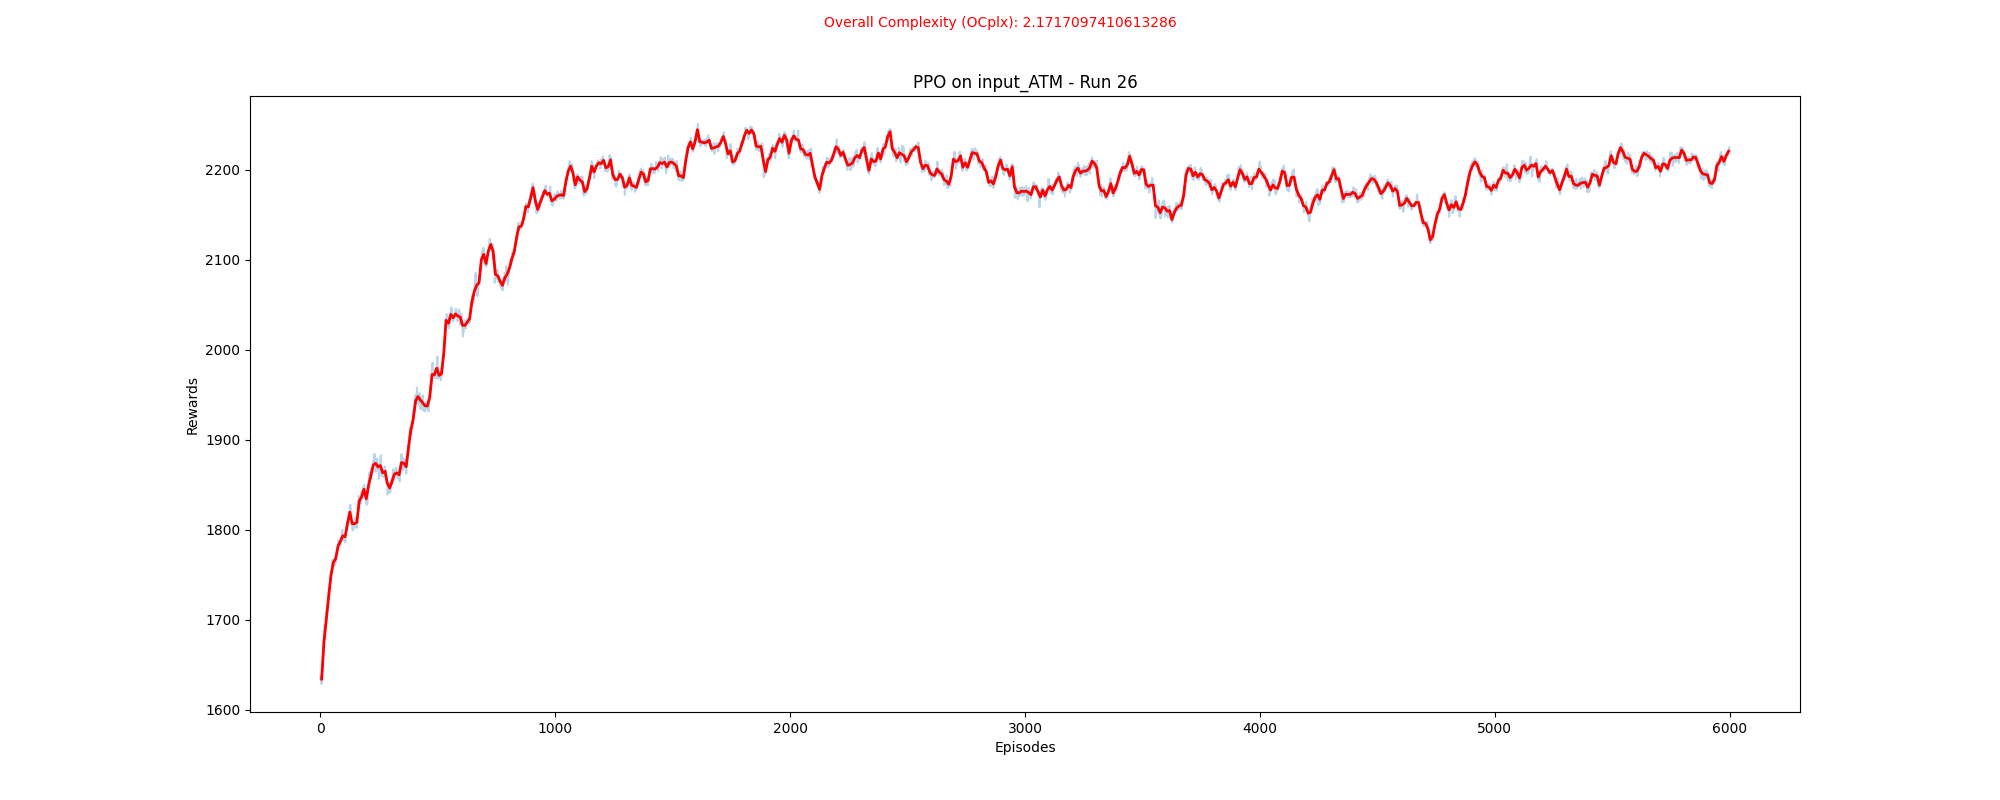 Overall Complexity (OCplx): 2.1717097410613286
PPO on input_ATM - Run 26
Rewards
2200
2100
2000
1900
1800
1700
1600
0 1000 2000 3000 4000 5000 6000
Episodes